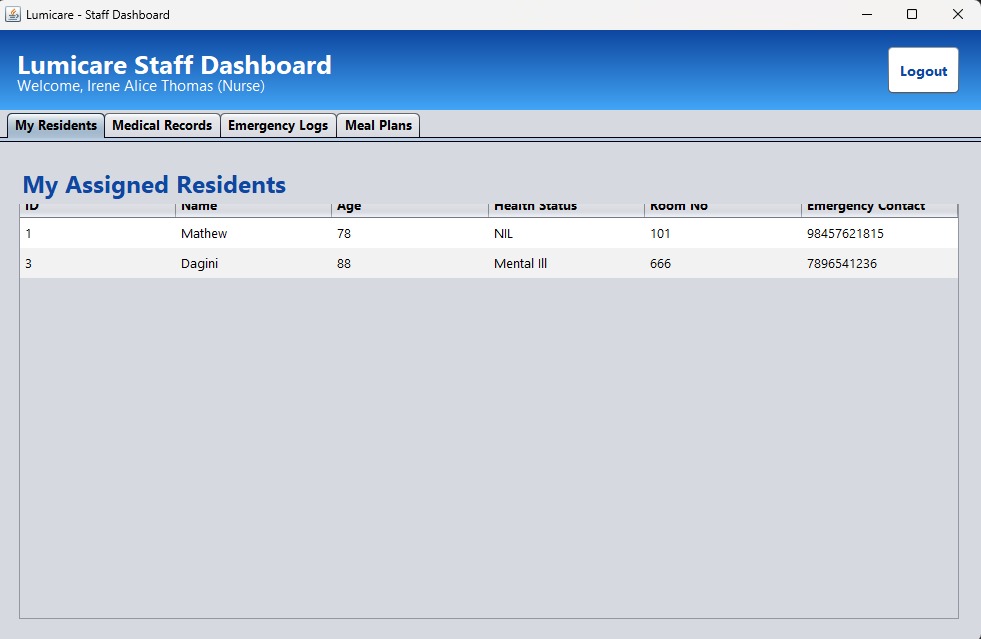 Lumicare - Staff Dashboard
Lumicare Staff Dashboard
Welcome, Irene Alice Thomas (Nurse)
Logout
My Residents Medical Records Emergency Logs Meal Plans
My Assigned Residents
ID Name Age Health Status Room No Emergency Contact
1 Mathew 78 NIL 101 98457621815
3 Dagini 88 Mental Ill 666 7896541236